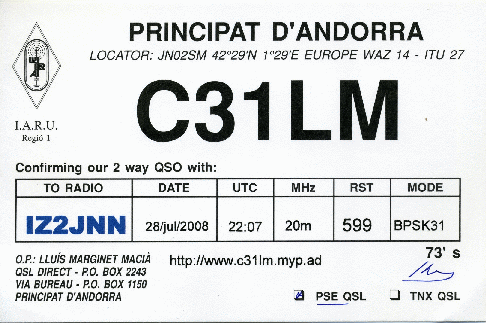 PRINCIPAT D'ANDORRA
LOCATOR: JN02SM 42°29'N 1°29'E EUROPE WAZ 14 - ITU 27
C31LM
I.A.R.U.
Regió 1
Confirming our 2 way QSO with:
TO RADIO DATE UTC MHz RST MODE
IZ2JNN 28/jul/2008 22:07 20m 599 BPSK31
73' s
O.P.: LLUÍS MARGINET MACIÀ http://www.c31lm.myp.ad
QSL DIRECT - P.O. BOX 2243
VIA BUREAU - P.O. BOX 1150
PRINCIPAT D'ANDORRA PSE QSL TNX QSL